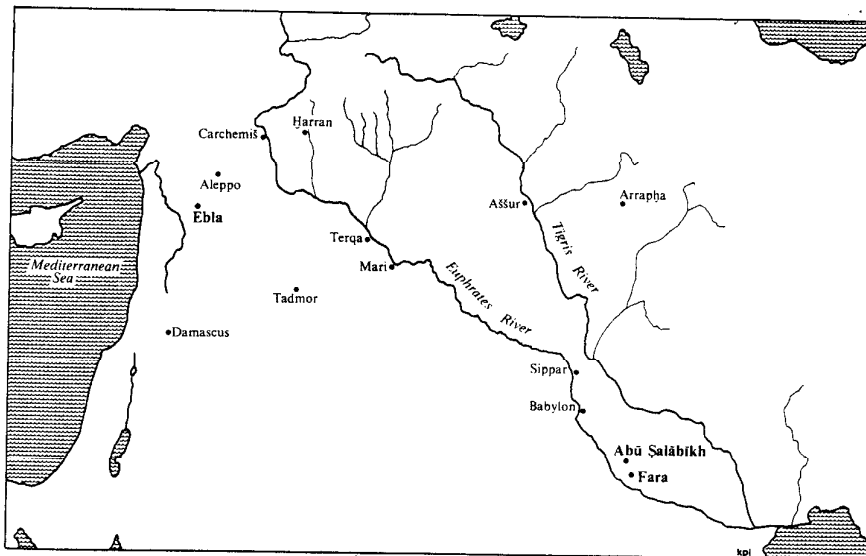 Carchemiš
Ḫarran
Aleppo
Ebla
Aššur
Arrapḫa
Terqa
Mari
Mediterranean
Sea
Tadmor
Tigris River
Euphrates River
Damascus
Sippar
Babylon
Abū Ṣalābīkh
Fara
kpj